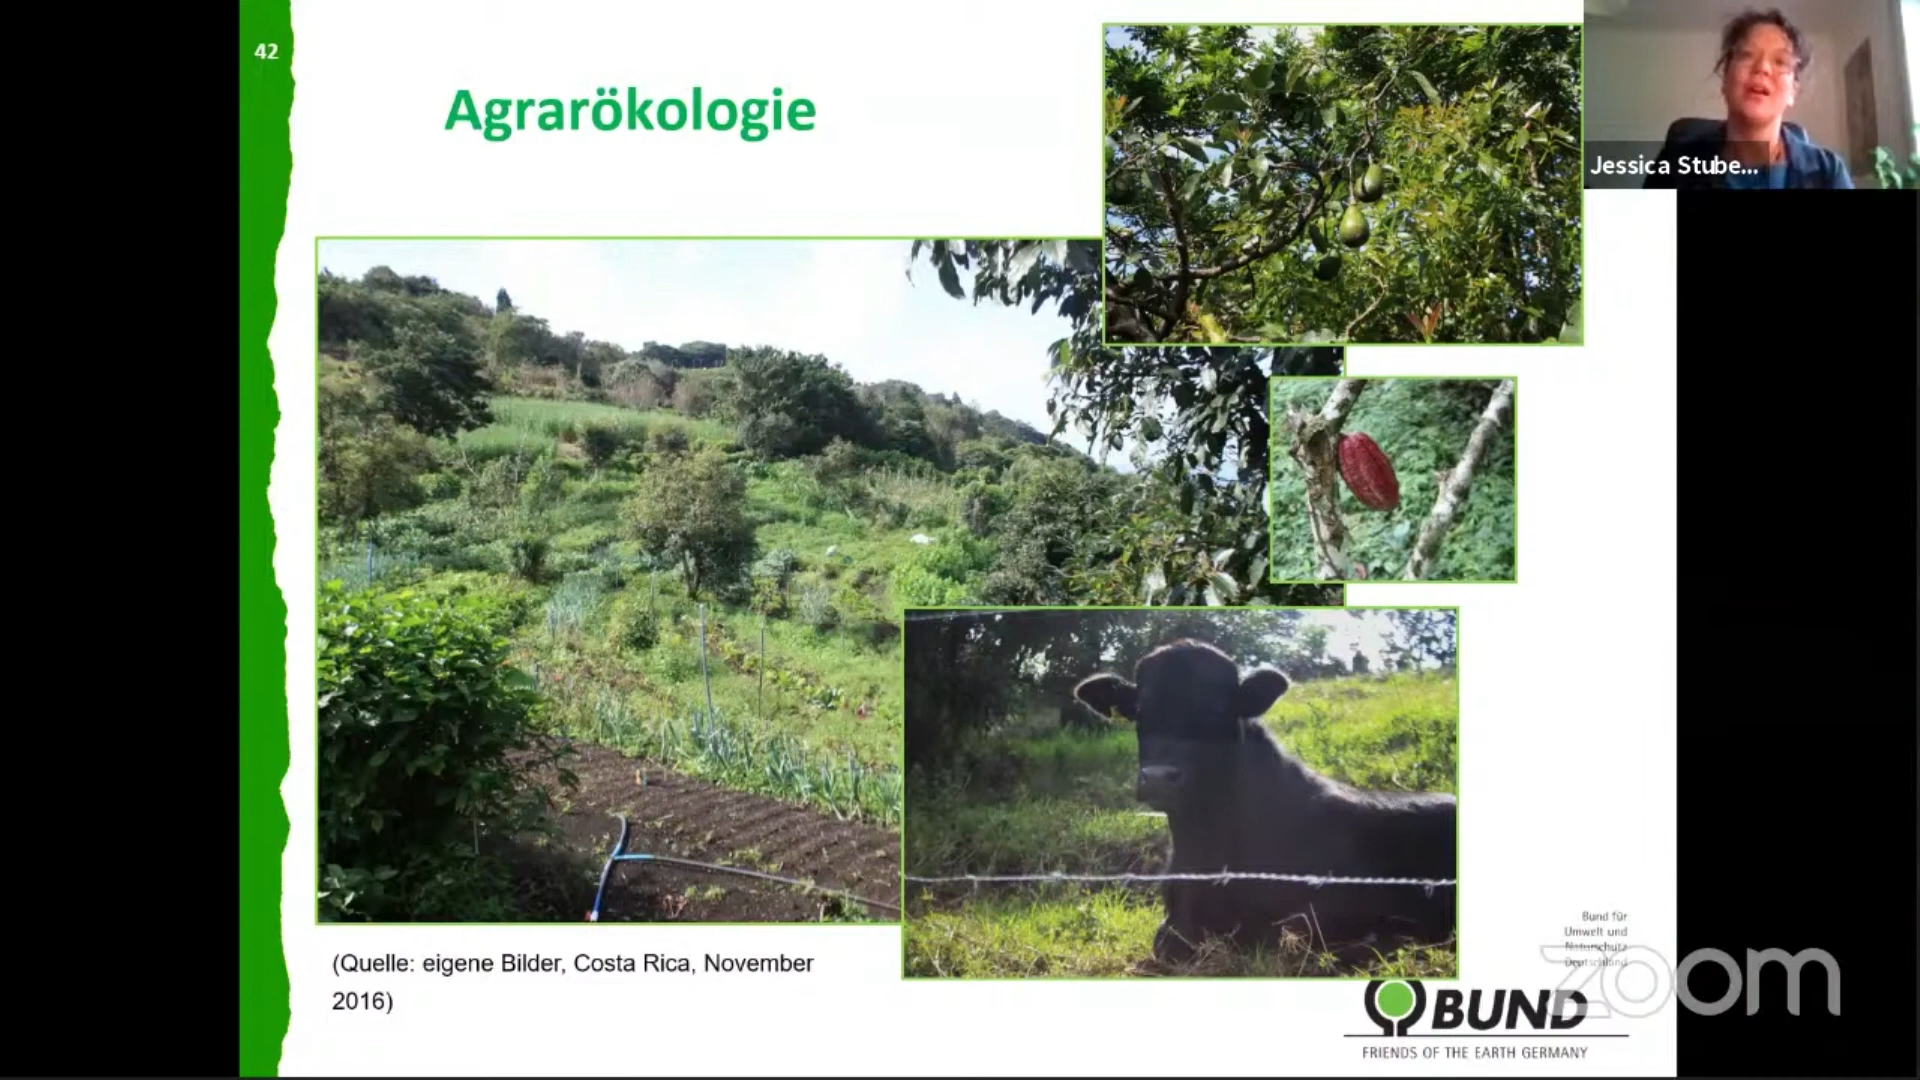 42
Agrarökologie
Jessica Stube...
(Quelle: eigene Bilder, Costa Rica, November
2016)
Bund für
Umwelt und
Naturschutz
Deutschland
zoom
BUND
FRIENDS OF THE EARTH GERMANY